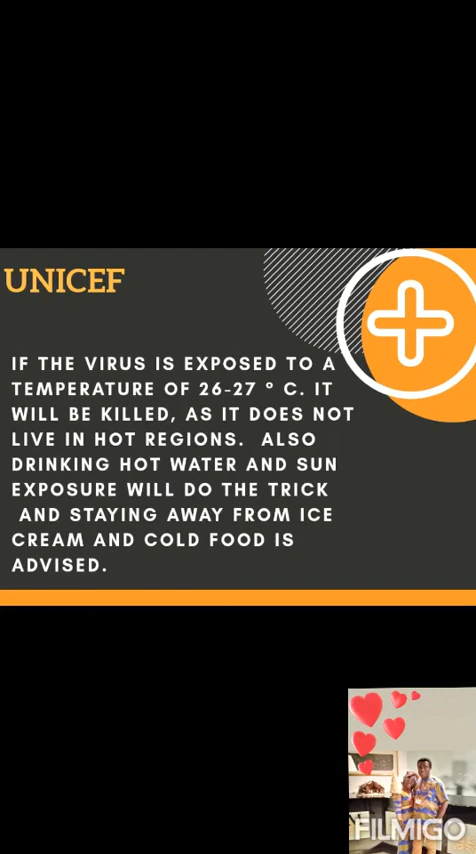 UNICEF
IF THE VIRUS IS EXPOSED TO A
TEMPERATURE OF 26-27 º C. IT
WILL BE KILLED, AS IT DOES NOT
LIVE IN HOT REGIONS. ALSO
DRINKING HOT WATER AND SUN
EXPOSURE WILL DO THE TRICK
AND STAYING AWAY FROM ICE
CREAM AND COLD FOOD IS
ADVISED.
FILMIGO